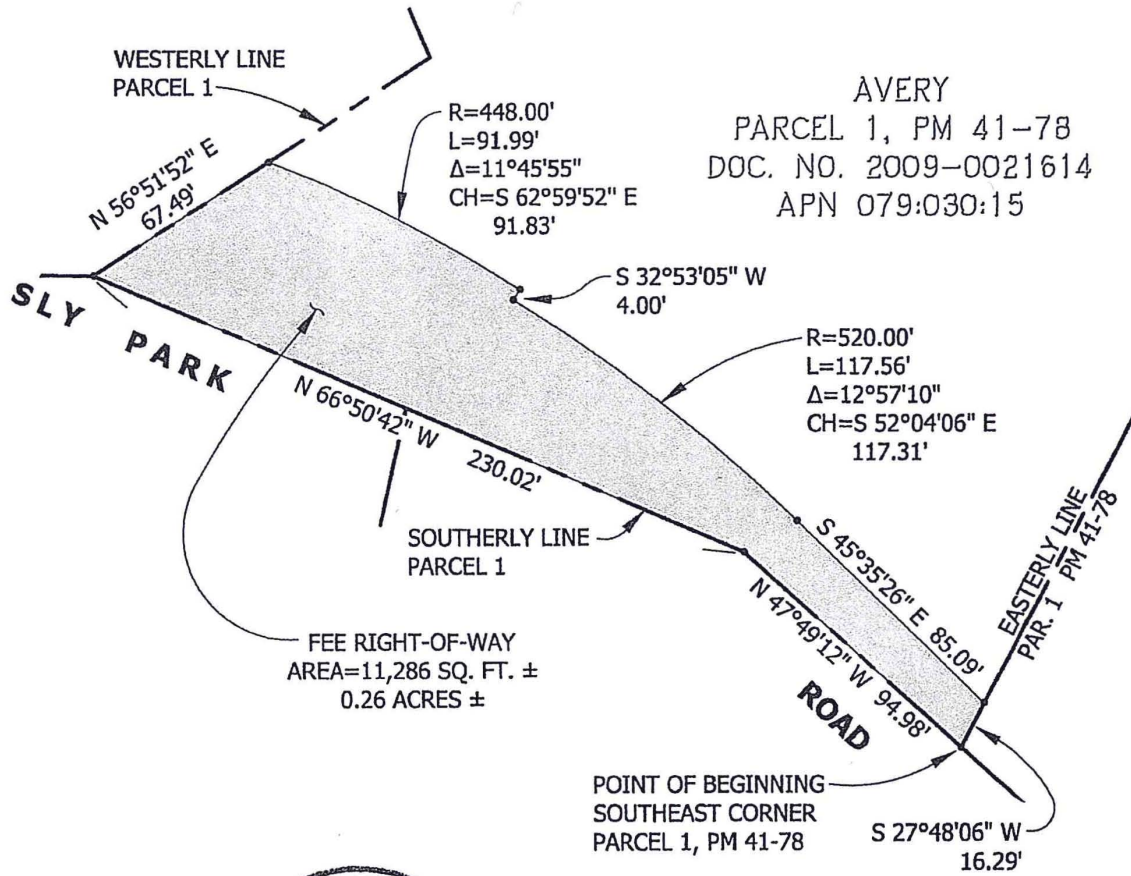 WESTERLY LINE
PARCEL 1
AVERY
PARCEL 1, PM 41-78
DOC. NO. 2009-0021614
APN 079:030:15
R=448.00'
L=91.99'
Δ=11°45'55"
CH=S 62°59'52" E
91.83'
N 56°51'52" E
67.49'
S 32°53'05" W
4.00'
R=520.00'
L=117.56'
Δ=12°57'10"
CH=S 52°04'06" E
117.31'
SLY PARK
N 66°50'42" W 230.02'
SOUTHERLY LINE
PARCEL 1
S 45°35'26" E 85.09'
EASTERLY LINE
PAR. 1 PM 41-78
N 47°49'12" W 94.98'
ROAD
FEE RIGHT-OF-WAY
AREA=11,286 SQ. FT. ±
0.26 ACRES ±
POINT OF BEGINNING
SOUTHEAST CORNER
PARCEL 1, PM 41-78
S 27°48'06" W
16.29'